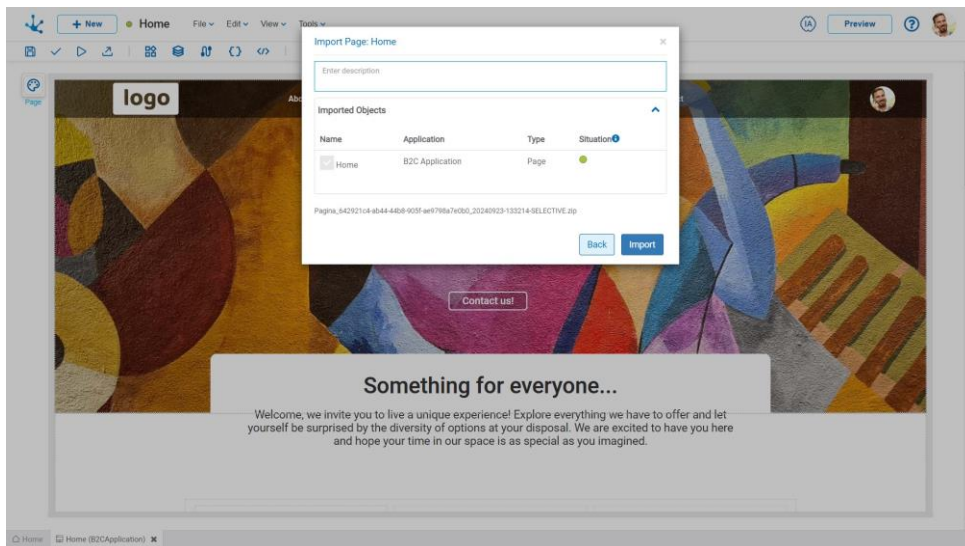 + New
Home
File
Edit
View
Tools
IA
Preview
?
Page
logo
Import Page: Home
×
Enter description
Imported Objects
Name Application Type Situation
Home B2C Application Page
Pagina_642921c4-ab44-44b8-905f-ae9798a7e0b0_20240923-133214-SELECTIVE.zip
Back Import
Contact us!
Something for everyone...
Welcome, we invite you to live a unique experience! Explore everything we have to offer and let
yourself be surprised by the diversity of options at your disposal. We are excited to have you here
and hope your time in our space is as special as you imagined.
Home
Home (B2CApplication) ×